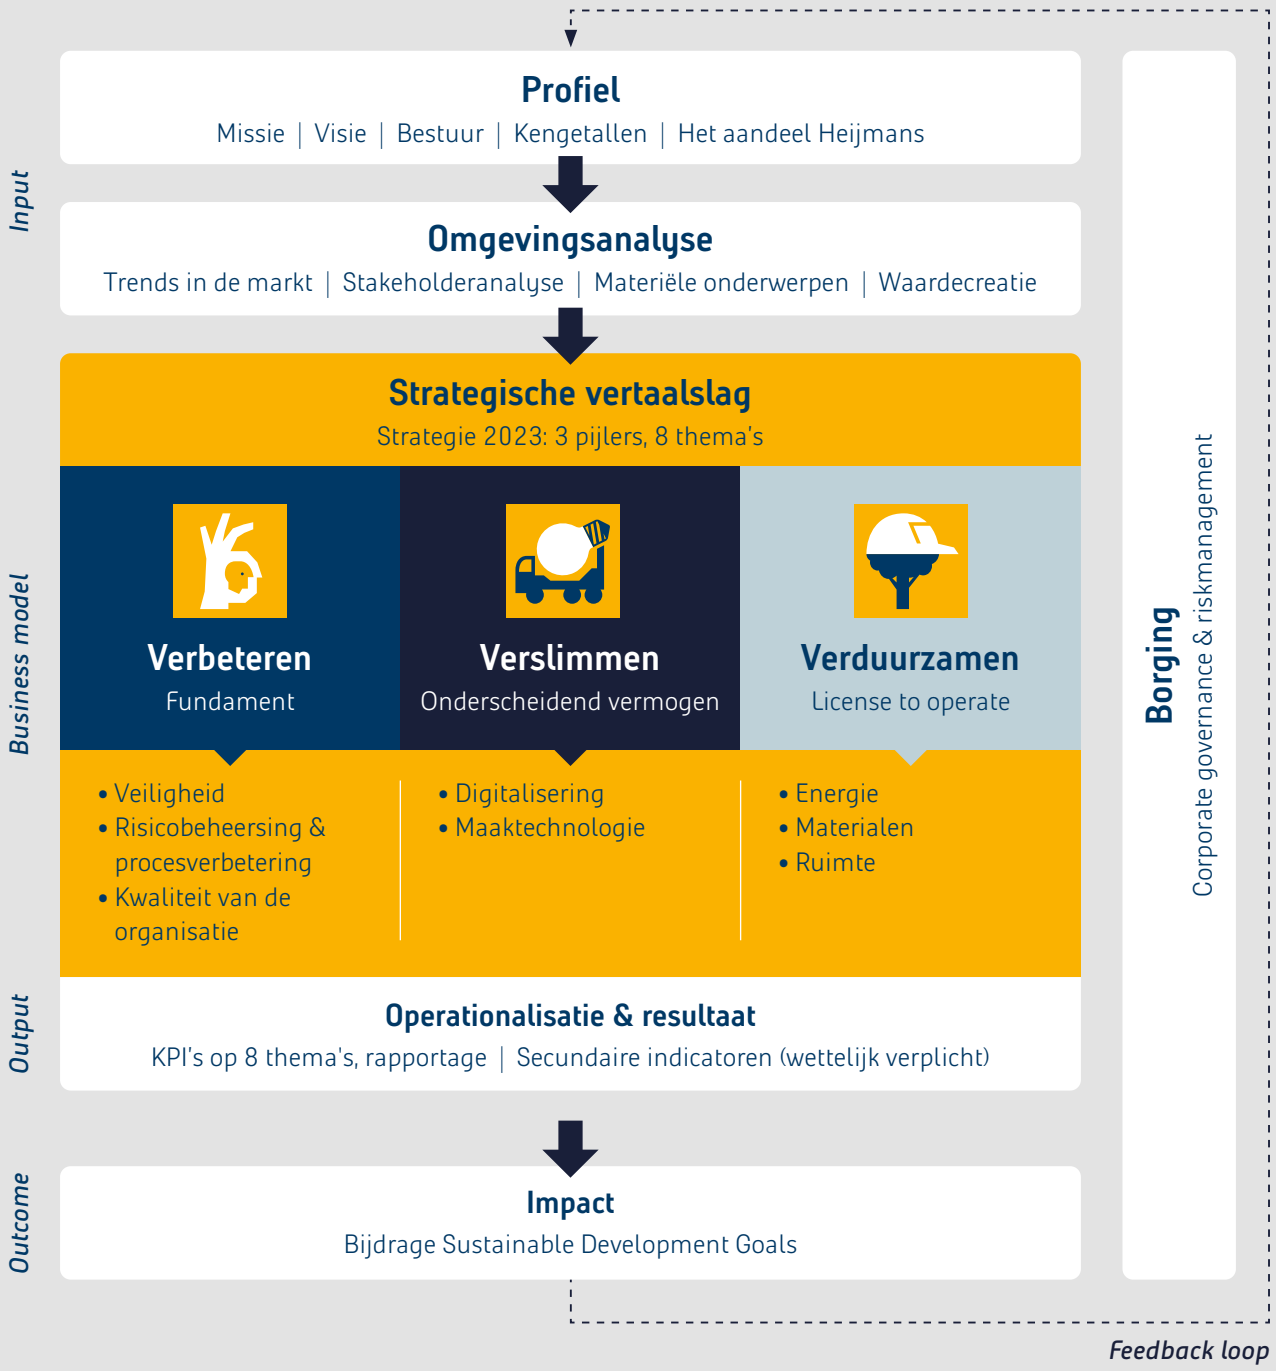 Input
Profiel
Missie | Visie | Bestuur | Kengetallen | Het aandeel Heijmans
Omgevingsanalyse
Trends in de markt | Stakeholderanalyse | Materiële onderwerpen | Waardecreatie
Business model
Strategische vertaalslag
Strategie 2023: 3 pijlers, 8 thema's
Verbeteren
Fundament
• Veiligheid
• Risicobeheersing &
procesverbetering
• Kwaliteit van de
organisatie
Verslimmen
Onderscheidend vermogen
• Digitalisering
• Maaktechnologie
Verduurzamen
License to operate
• Energie
• Materialen
• Ruimte
Output
Operationalisatie & resultaat
KPI's op 8 thema's, rapportage | Secundaire indicatoren (wettelijk verplicht)
Outcome
Impact
Bijdrage Sustainable Development Goals
Borging
Corporate governance & riskmanagement
Feedback loop